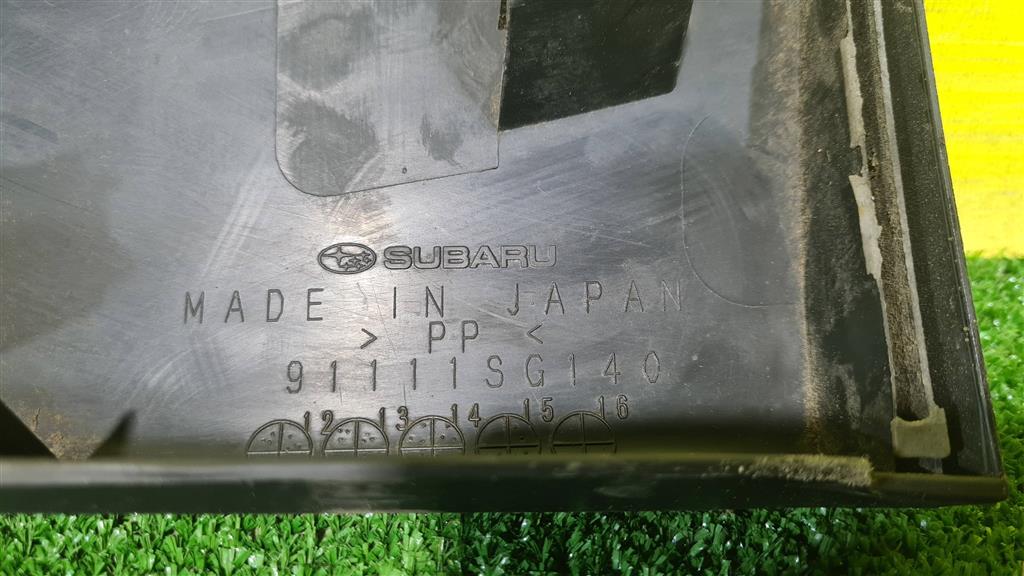 SUBARU
MADE IN JAPAN
> PP <
91111SG140
12 13 14 15 16